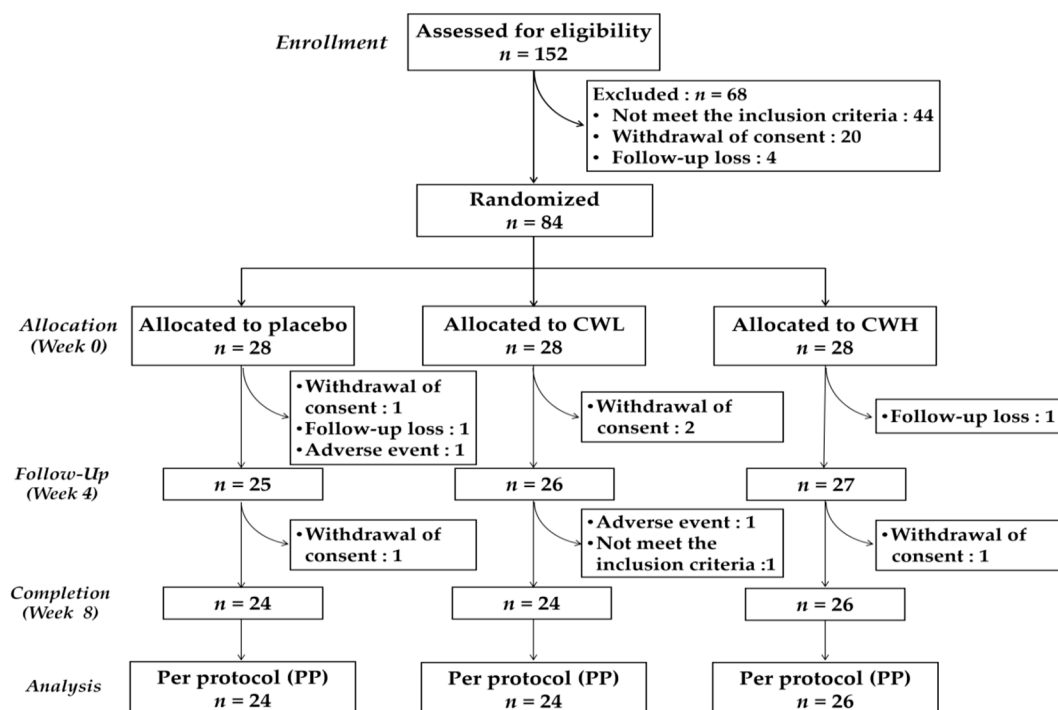 Enrollment
Assessed for eligibility
n = 152
Excluded : n = 68
• Not meet the inclusion criteria : 44
• Withdrawal of consent : 20
• Follow-up loss : 4
Randomized
n = 84
Allocation
(Week 0)
Allocated to placebo
n = 28
Allocated to CWL
n = 28
Allocated to CWH
n = 28
•Withdrawal of
consent : 1
•Follow-up loss : 1
•Adverse event : 1
•Withdrawal of
consent : 2
•Follow-up loss : 1
Follow-Up
(Week 4)
n = 25
n = 26
n = 27
•Withdrawal of
consent : 1
• Adverse event : 1
• Not meet the
inclusion criteria :1
•Withdrawal of
consent : 1
Completion
(Week 8)
n = 24
n = 24
n = 26
Analysis
Per protocol (PP)
n = 24
Per protocol (PP)
n = 24
Per protocol (PP)
n = 26